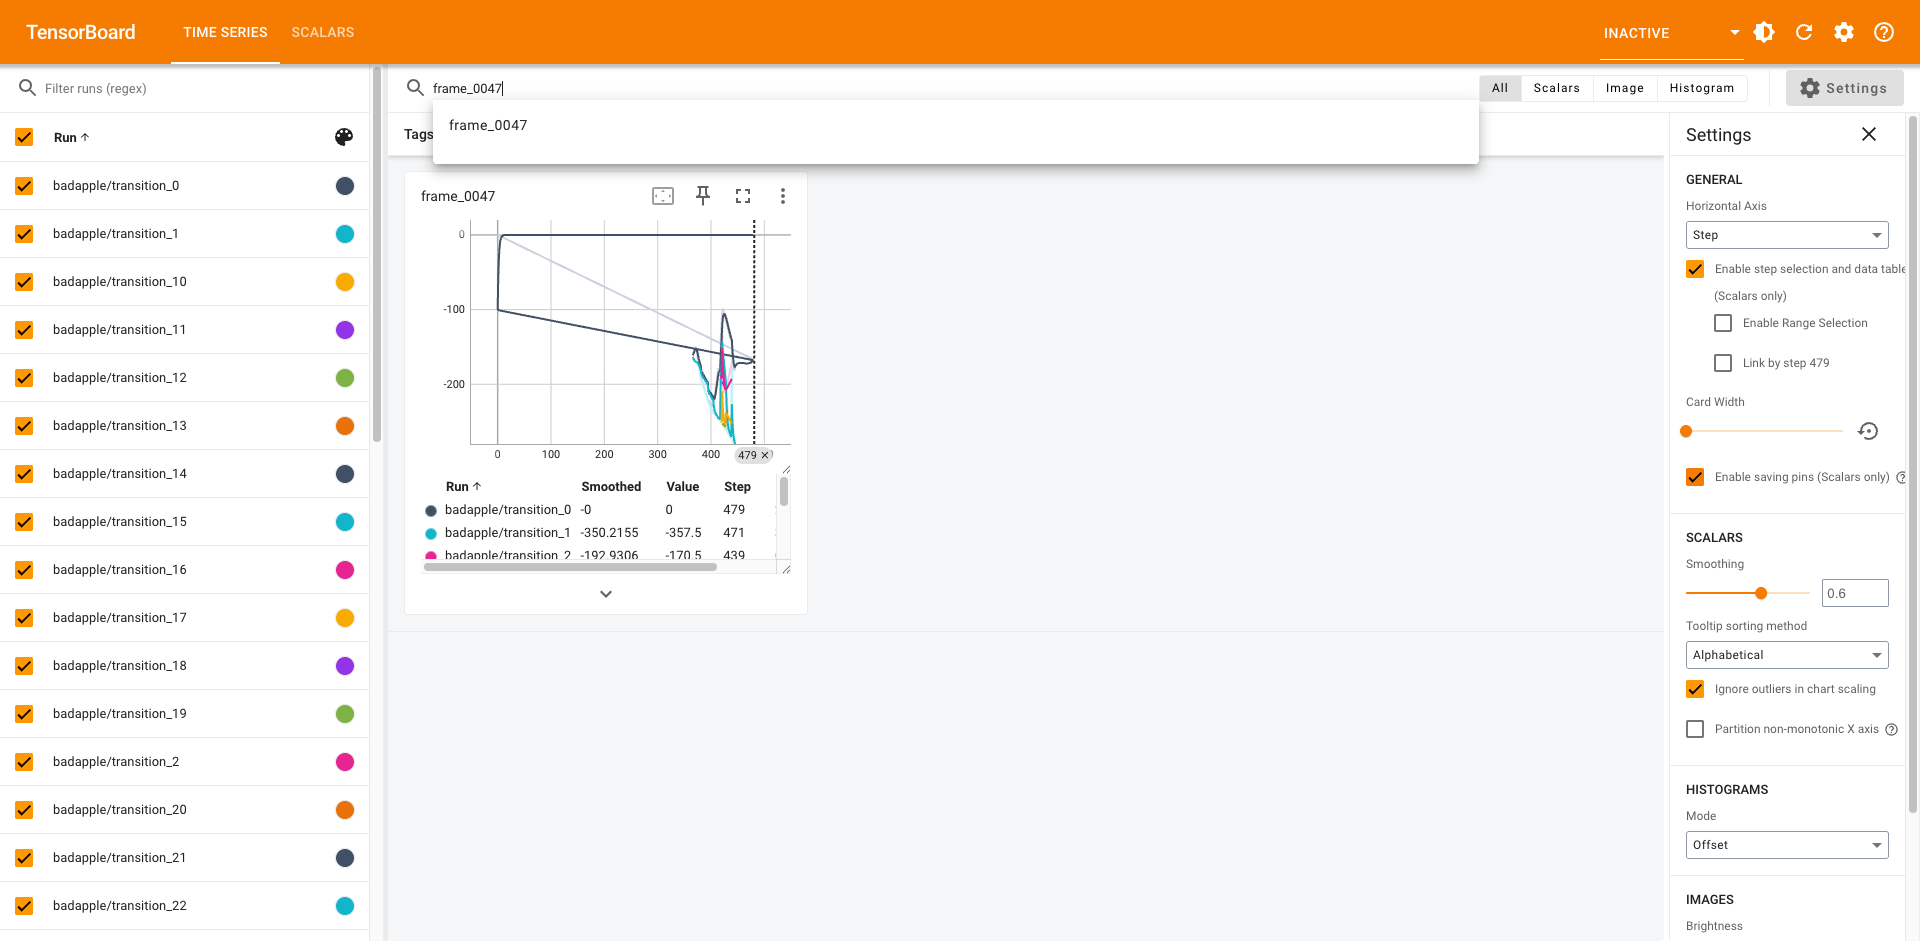 TensorBoard
TIME SERIES
SCALARS
INACTIVE
Filter runs (regex)
Run
badapple/transition_0
badapple/transition_1
badapple/transition_10
badapple/transition_11
badapple/transition_12
badapple/transition_13
badapple/transition_14
badapple/transition_15
badapple/transition_16
badapple/transition_17
badapple/transition_18
badapple/transition_19
badapple/transition_2
badapple/transition_20
badapple/transition_21
badapple/transition_22
frame_0047
All Scalars Image Histogram
Settings
frame_0047
Tags
frame_0047
0
-100
-200
0 100 200 300 400 479
Run Smoothed Value Step
badapple/transition_0 -0 0 479
badapple/transition_1 -350.2155 -357.5 471
badapple/transition_2 -192.9306 -170.5 439
Settings
GENERAL
Horizontal Axis
Step
Enable step selection and data table
(Scalars only)
Enable Range Selection
Link by step 479
Card Width
Enable saving pins (Scalars only)
SCALARS
Smoothing
0.6
Tooltip sorting method
Alphabetical
Ignore outliers in chart scaling
Partition non-monotonic X axis
HISTOGRAMS
Mode
Offset
IMAGES
Brightness